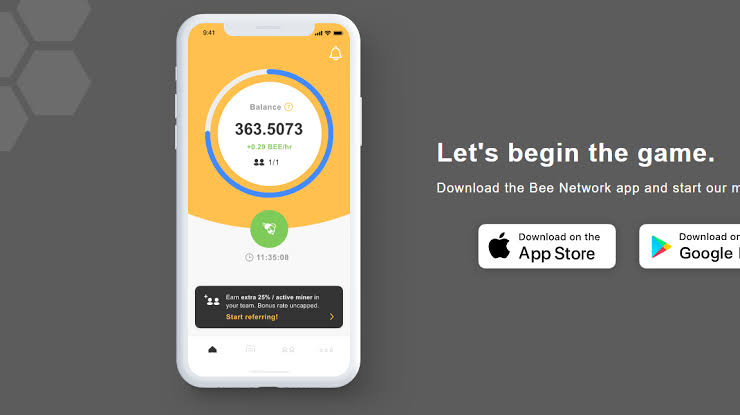 9:41
Balance ?
363.5073
+0.29 BEE/hr
1/1
11:35:08
Earn extra 25% / active miner in
your team. Bonus rate uncapped.
Start referring!
Let's begin the game.
Download the Bee Network app and start our m
Download on the
App Store
Download on
Google